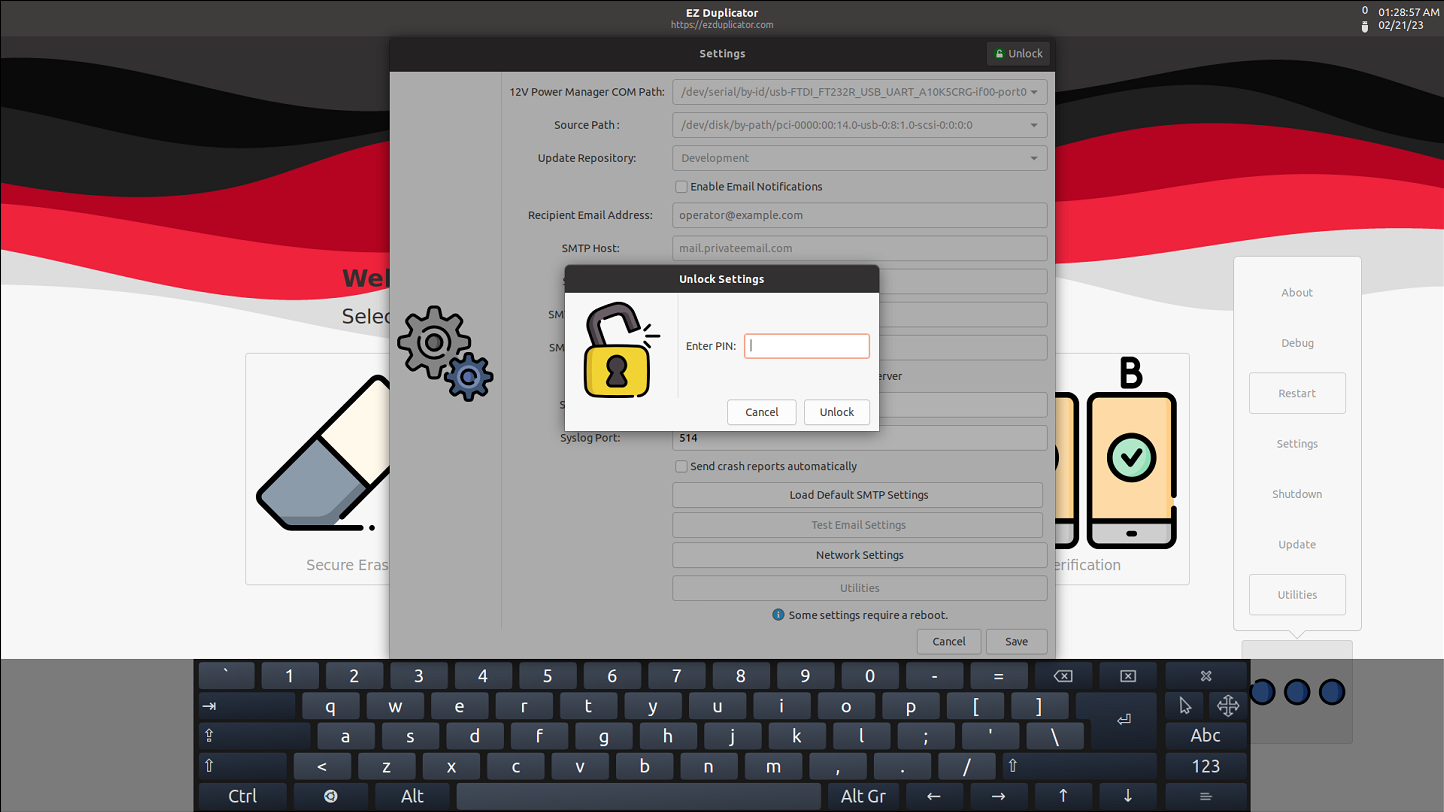 EZ Duplicator
https://ezduplicator.com
0 01:28:57 AM
02/21/23
Settings
Unlock
12V Power Manager COM Path: /dev/serial/by-id/usb-FTDI_FT232R_USB_UART_A10K5CRG-if00-port0
Source Path : /dev/disk/by-path/pci-0000:00:14.0-usb-0:8:1.0-scsi-0:0:0:0
Update Repository: Development
Enable Email Notifications
Recipient Email Address: operator@example.com
SMTP Host: mail.privateemail.com
Unlock Settings
Enter PIN:
Cancel Unlock
Syslog Port: 514
Send crash reports automatically
Load Default SMTP Settings
Test Email Settings
Network Settings
Utilities
Some settings require a reboot.
Cancel Save
Wel
Selec
Secure Eras
B
erification
About
Debug
Restart
Settings
Shutdown
Update
Utilities
` 1 2 3 4 5 6 7 8 9 0 - =
q w e r t y u i o p [ ]
a s d f g h j k l ; ' \ Abc
< z x c v b n m , . / 123
Ctrl Alt Alt Gr ← → ↑ ↓